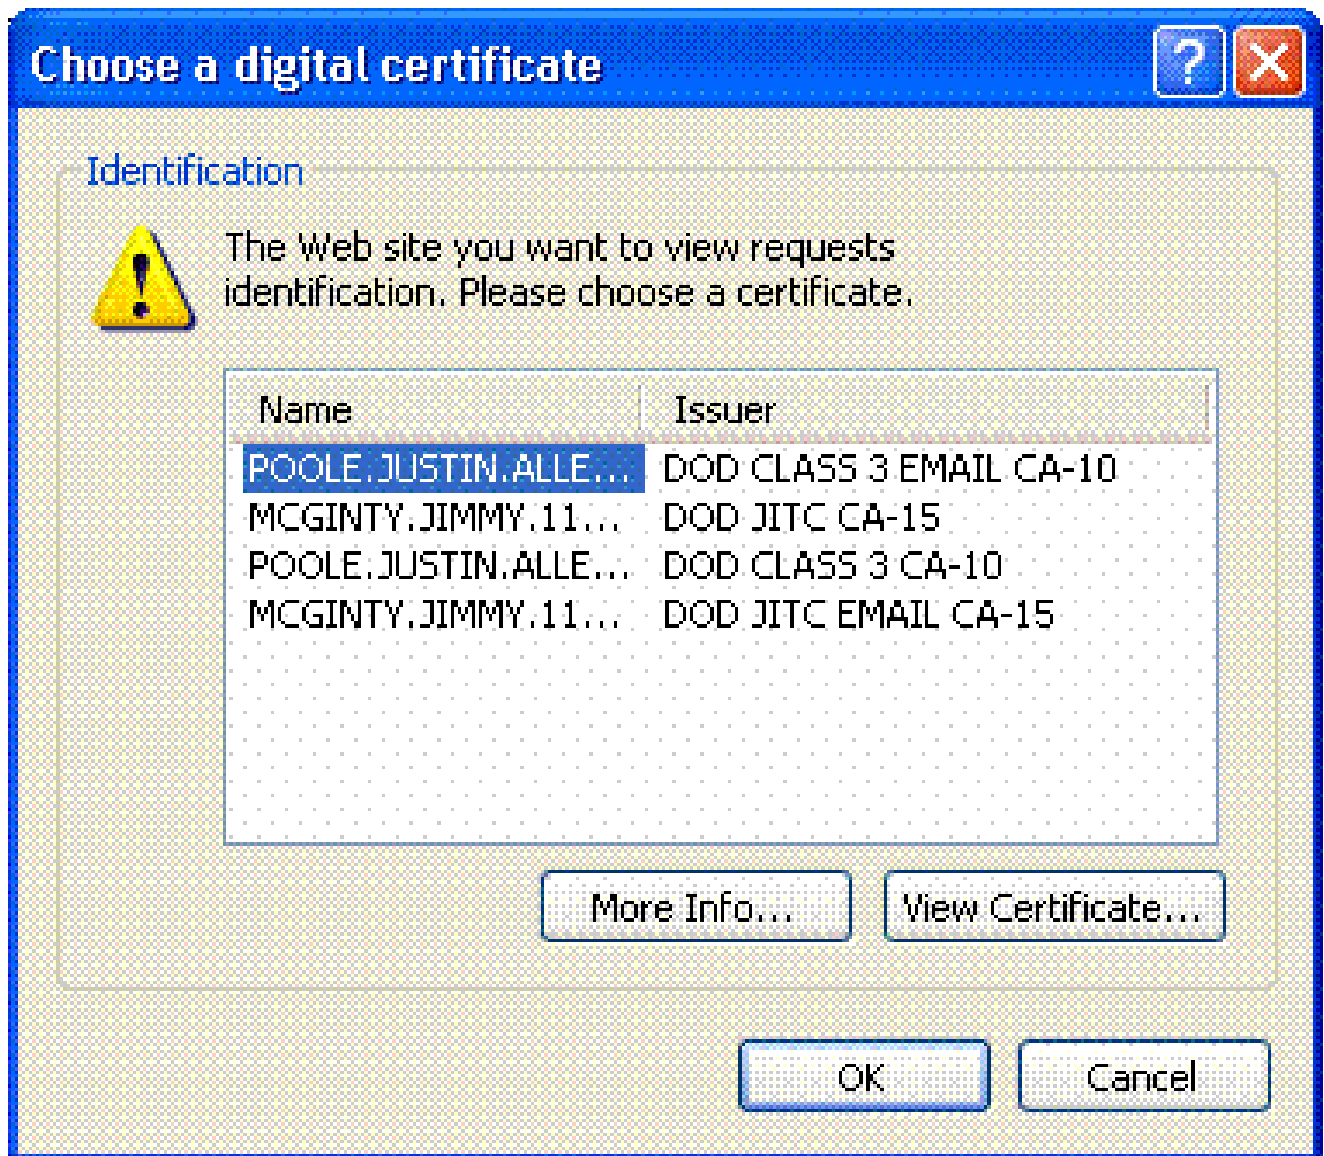 Choose a digital certificate
Identification
The Web site you want to view requests
identification. Please choose a certificate.
Name Issuer
POOLE.JUSTIN.ALLE... DOD CLASS 3 EMAIL CA-10
MCGINTY.JIMMY.11... DOD JITC CA-15
POOLE.JUSTIN.ALLE... DOD CLASS 3 CA-10
MCGINTY.JIMMY.11... DOD JITC EMAIL CA-15
More Info... View Certificate...
OK Cancel